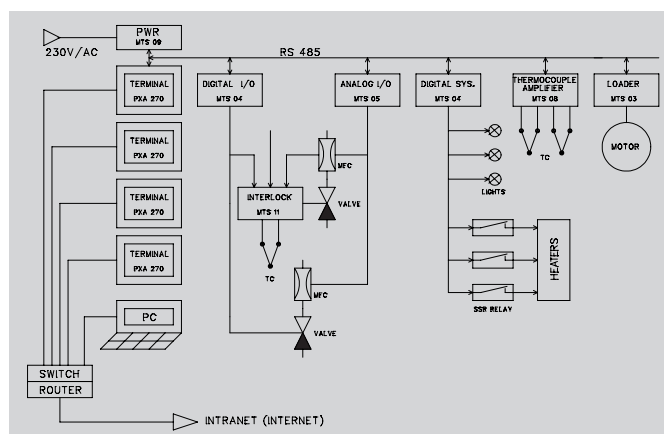 PWR
MTS 09
230V/AC
RS 485
TERMINAL
PXA 270
DIGITAL I/O
MTS 04
ANALOG I/O
MTS 05
DIGITAL SYS.
MTS 04
THERMOCOUPLE
AMPLIFIER
MTS 08
LOADER
MTS 03
TERMINAL
PXA 270
MFC
TC
MOTOR
LIGHTS
TERMINAL
PXA 270
INTERLOCK
MTS 11
VALVE
TERMINAL
PXA 270
TC
HEATERS
MFC
SSR RELAY
PC
VALVE
SWITCH
ROUTER
INTRANET (INTERNET)